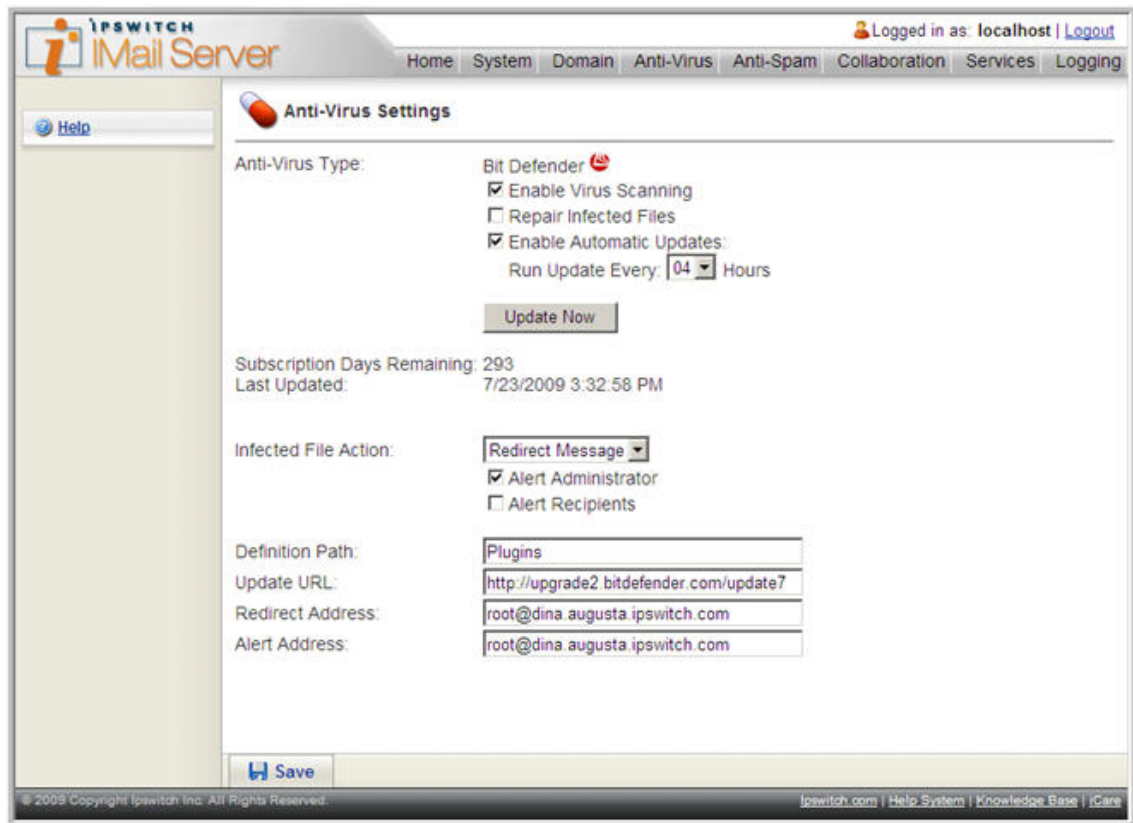 IPSWITCH
IMail Server
Logged in as: localhost | Logout
Home System Domain Anti-Virus Anti-Spam Collaboration Services Logging
Help
Anti-Virus Settings
Anti-Virus Type: Bit Defender
Enable Virus Scanning
Repair Infected Files
Enable Automatic Updates:
Run Update Every: 04 Hours
Update Now
Subscription Days Remaining: 293
Last Updated: 7/23/2009 3:32:58 PM
Infected File Action: Redirect Message
Alert Administrator
Alert Recipients
Definition Path: Plugins
Update URL: http://upgrade2.bitdefender.com/update7
Redirect Address: root@dina.augusta.ipswitch.com
Alert Address: root@dina.augusta.ipswitch.com
Save
© 2009 Copyright Ipswitch Inc. All Rights Reserved. Ipswitch.com | Help System | Knowledge Base | iCare